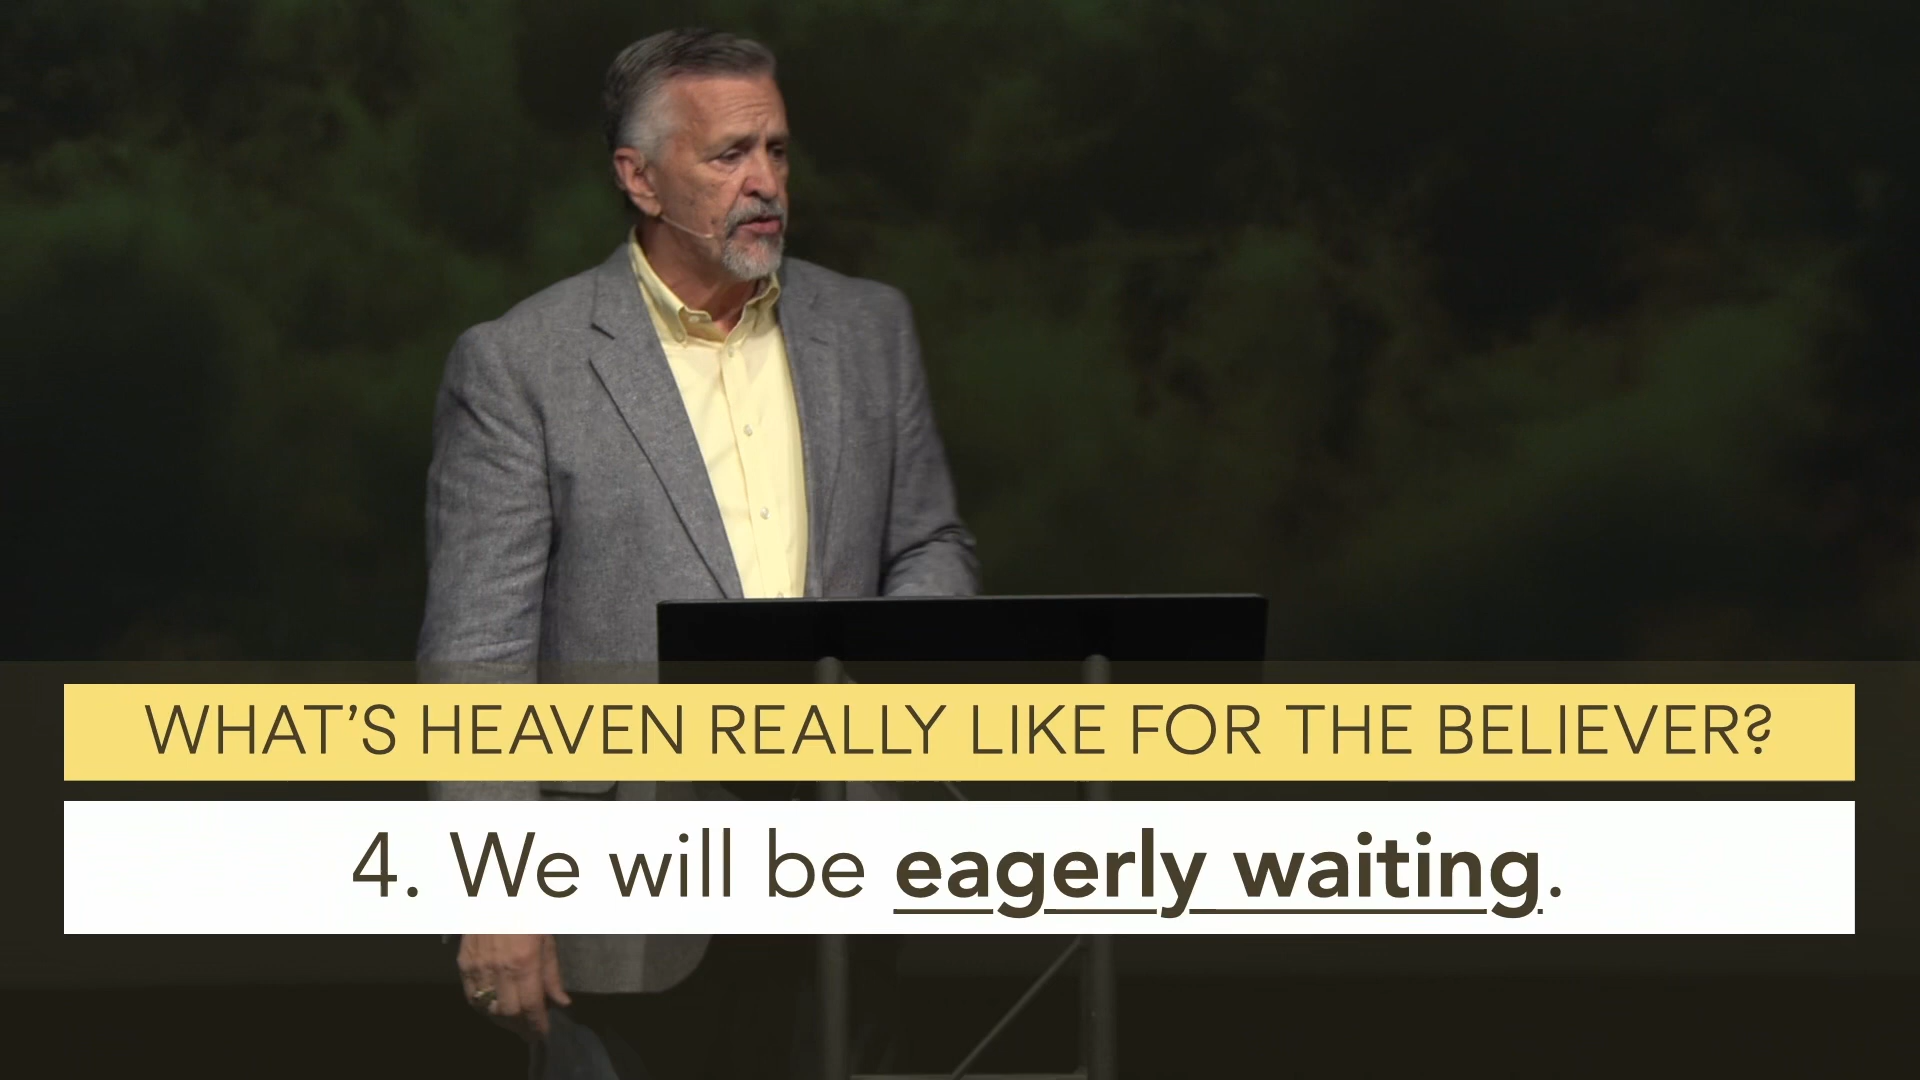 WHAT'S HEAVEN REALLY LIKE FOR THE BELIEVER?
4. We will be eagerly waiting.